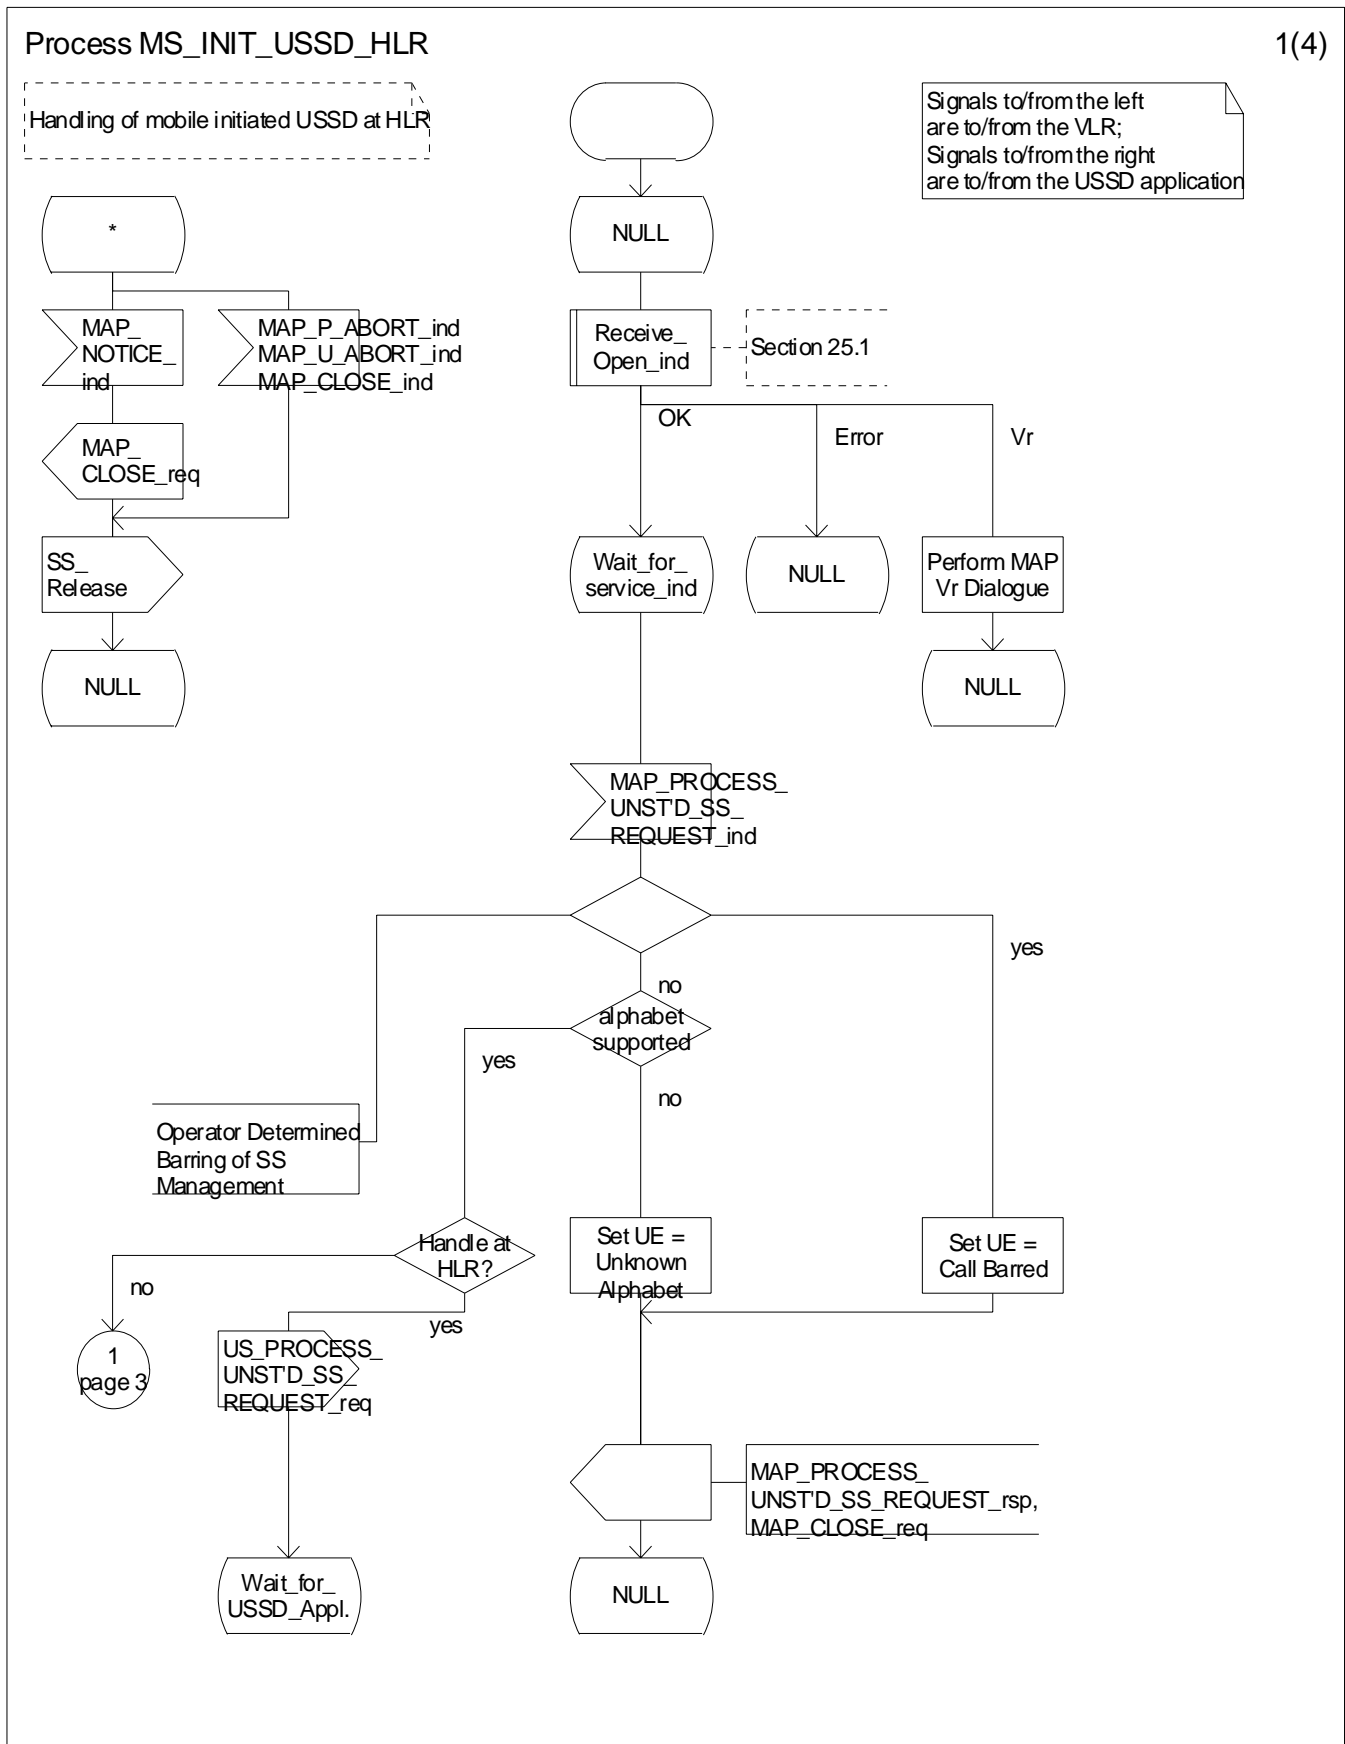 Process MS_INIT_USSD_HLR
1(4)
Handling of mobile initiated USSD at HLR
Signals to/from the left
are to/from the VLR;
Signals to/from the right
are to/from the USSD application
*
NULL
MAP_
NOTICE_
ind
MAP_P_ABORT_ind
MAP_U_ABORT_ind
MAP_CLOSE_ind
Receive_
Open_ind
Section 25.1
OK
Error
Vr
MAP_
CLOSE_req
SS_
Release
Wait_for_
service_ind
NULL
Perform MAP
Vr Dialogue
NULL
NULL
MAP_PROCESS_
UNST'D_SS_
REQUEST_ind
yes
no
alphabet
supported
yes
no
Operator Determined
Barring of SS
Management
Handle at
HLR?
Set UE =
Unknown
Alphabet
Set UE =
Call Barred
no
yes
1
page 3
US_PROCESS_
UNST'D_SS_
REQUEST_req
MAP_PROCESS_
UNST'D_SS_REQUEST_rsp,
MAP_CLOSE_req
Wait_for_
USSD_Appl.
NULL